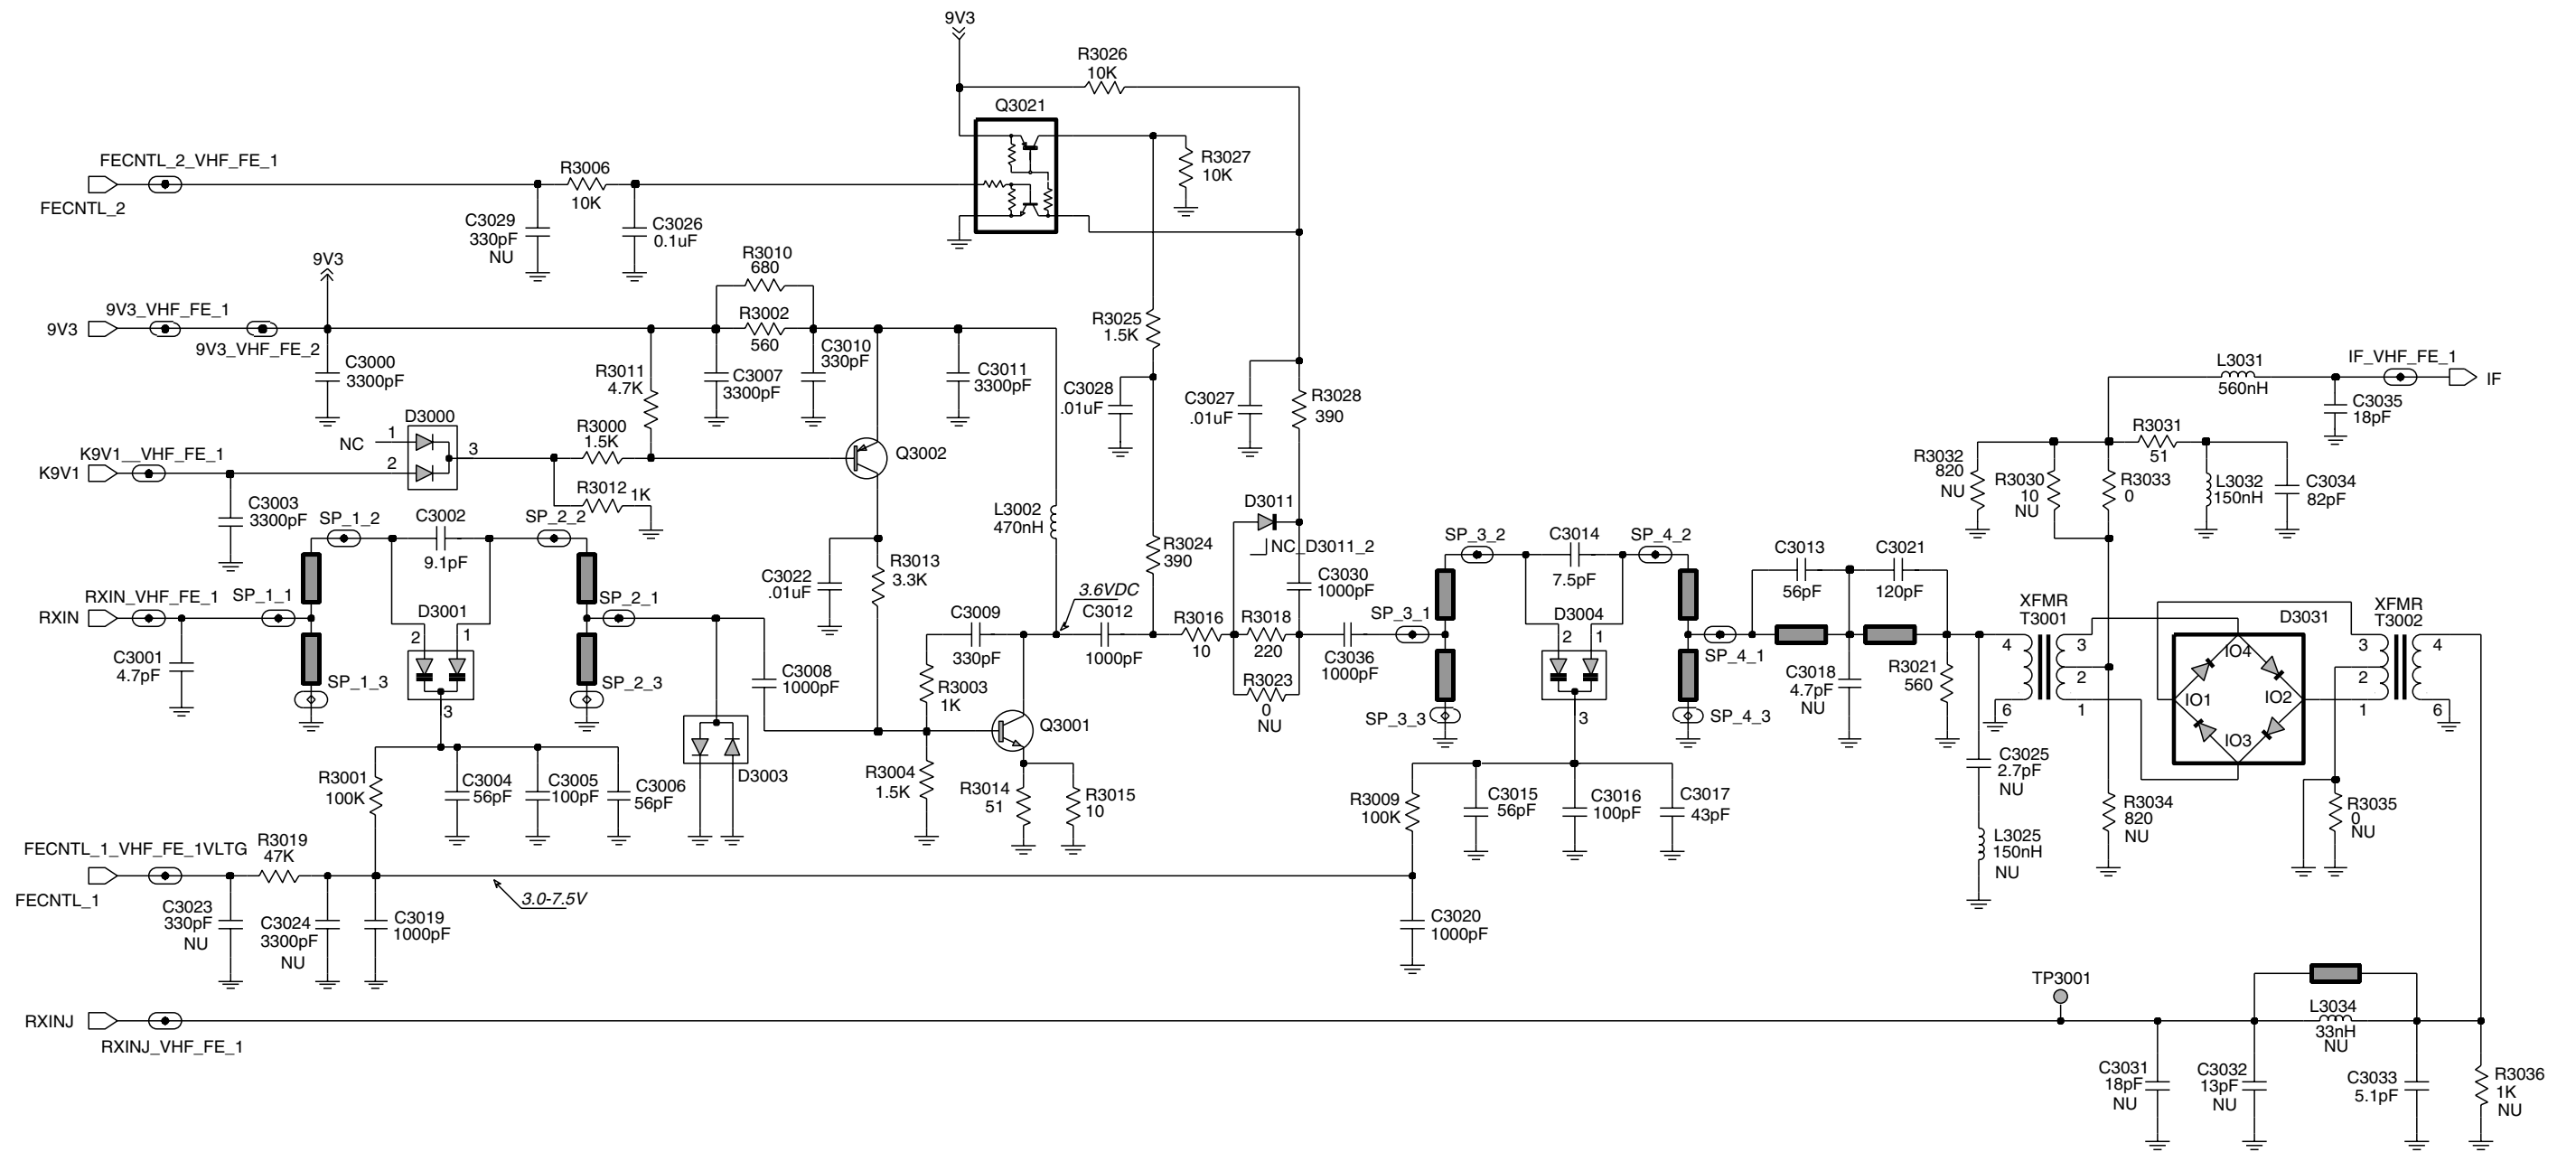 9V3
R3026
10K
Q3021
R3027
10K
FECNTL_2_VHF_FE_1
FECNTL_2
R3006
10K
C3029
330pF
NU
C3026
0.1uF
9V3
R3010
680
9V3_VHF_FE_1
9V3
9V3_VHF_FE_2
R3002
560
C3000
3300pF
R3011
4.7K
C3007
3300pF
C3010
330pF
C3011
3300pF
R3025
1.5K
C3028
.01uF
C3027
.01uF
R3028
390
L3031
560nH
IF_VHF_FE_1
IF
C3035
18pF
D3000
NC
1
2
3
K9V1__VHF_FE_1
K9V1
R3000
1.5K
R3012
1K
Q3002
C3003
3300pF
R3031
51
R3032
820
NU
R3030
10
NU
R3033
0
L3032
150nH
C3034
82pF
SP_1_2
C3002
9.1pF
SP_2_2
L3002
470nH
D3011
NC_D3011_2
R3024
390
C3030
1000pF
SP_3_2
C3014
7.5pF
SP_4_2
C3013
56pF
C3021
120pF
C3022
.01uF
R3013
3.3K
3.6VDC
RXIN_VHF_FE_1
RXIN
SP_1_1
D3001
2
1
3
SP_2_1
C3001
4.7pF
SP_1_3
SP_2_3
C3008
1000pF
C3009
330pF
C3012
1000pF
R3003
1K
R3016
10
R3018
220
R3023
0
NU
C3036
1000pF
SP_3_1
SP_3_3
D3004
2
1
3
SP_4_1
SP_4_3
C3018
4.7pF
NU
R3021
560
XFMR
T3001
4
6
3
2
1
D3031
IO4
IO1
IO2
IO3
XFMR
T3002
3
2
1
4
6
D3003
Q3001
R3004
1.5K
R3014
51
R3015
10
R3001
100K
C3004
56pF
C3005
100pF
C3006
56pF
R3009
100K
C3015
56pF
C3016
100pF
C3017
43pF
C3025
2.7pF
NU
L3025
150nH
NU
R3034
820
NU
R3035
0
NU
FECNTL_1_VHF_FE_1VLTG
FECNTL_1
R3019
47K
3.0-7.5V
C3023
330pF
NU
C3024
3300pF
NU
C3019
1000pF
C3020
1000pF
RXINJ
RXINJ_VHF_FE_1
TP3001
L3034
33nH
NU
C3031
18pF
NU
C3032
13pF
NU
C3033
5.1pF
R3036
1K
NU